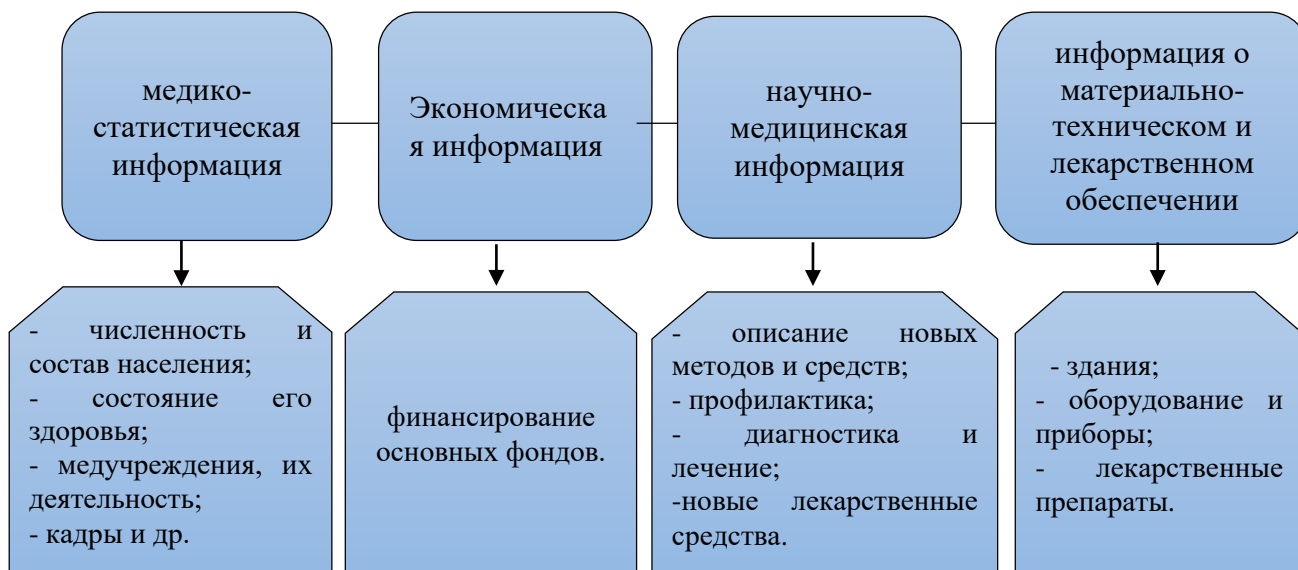 медико-
статистическая
информация
Экономическа
я информация
научно-
медицинская
информация
информация о
материально-
техническом и
лекарственном
обеспечении
- численность и
состав населения;
- состояние его
здоровья;
- медучреждения, их
деятельность;
- кадры и др.
финансирование
основных фондов.
- описание новых
методов и средств;
- профилактика;
- диагностика и
лечение;
-новые лекарственные
средства.
- здания;
- оборудование и
приборы;
- лекарственные
препараты.